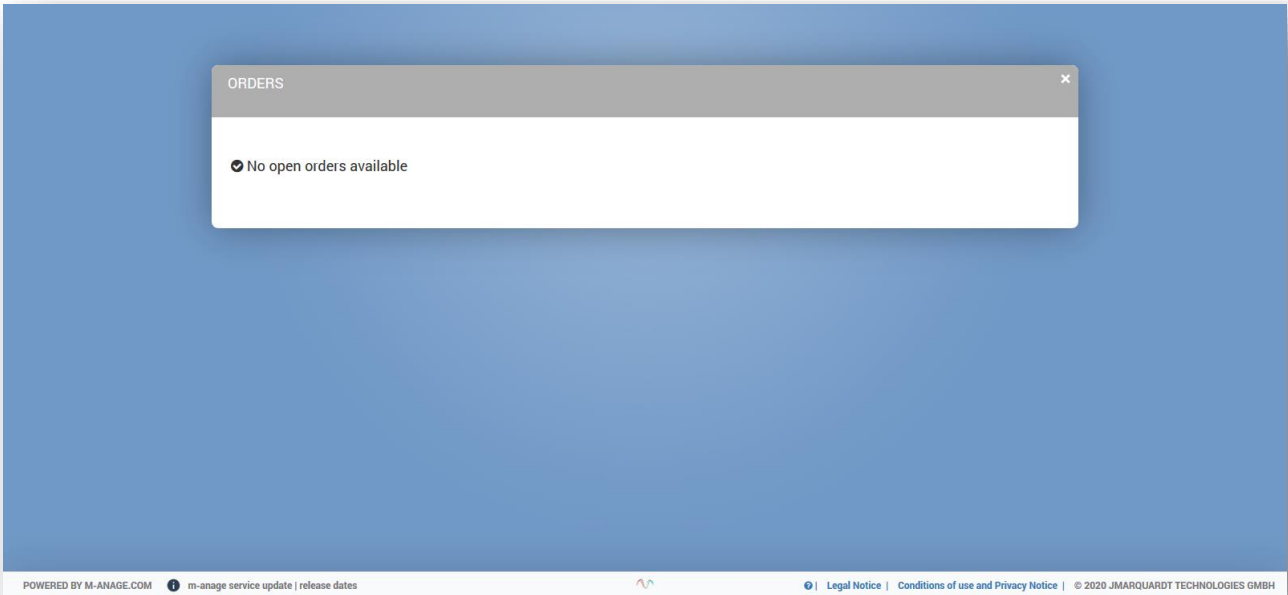 ORDERS
No open orders available
POWERED BY M-ANAGE.COM m-anage service update | release dates | Legal Notice | Conditions of use and Privacy Notice | © 2020 JMARQUARDT TECHNOLOGIES GMBH